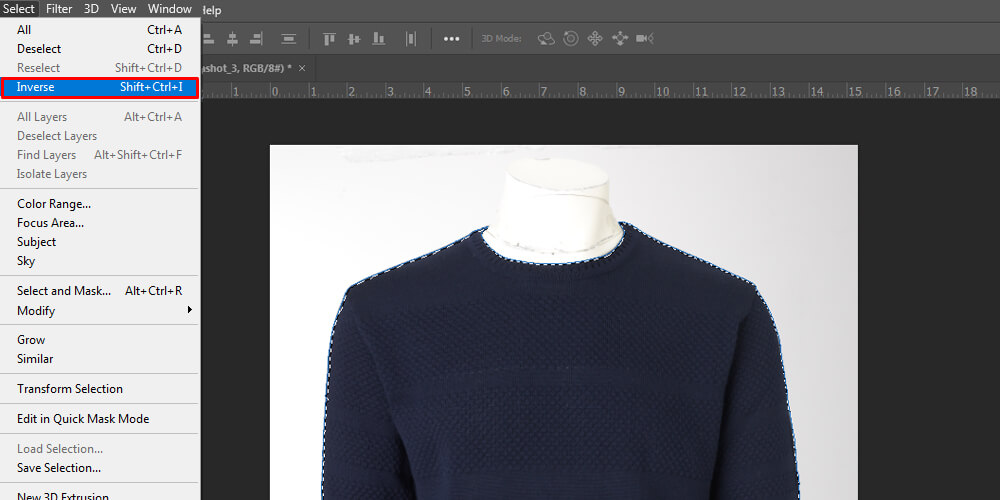 Select Filter 3D View Window Help
All Ctrl+A
Deselect Ctrl+D
Reselect Shift+Ctrl+D
Inverse Shift+Ctrl+I
All Layers Alt+Ctrl+A
Deselect Layers
Find Layers Alt+Shift+Ctrl+F
Isolate Layers
Color Range...
Focus Area...
Subject
Sky
Select and Mask... Alt+Ctrl+R
Modify
Grow
Similar
Transform Selection
Edit in Quick Mask Mode
Load Selection...
Save Selection...
New 3D Extrusion
3D Mode:
shot_3, RGB/8#) * ×
1 0 1 2 3 4 5 6 7 8 9 10 11 12 13 14 15 16 17 18